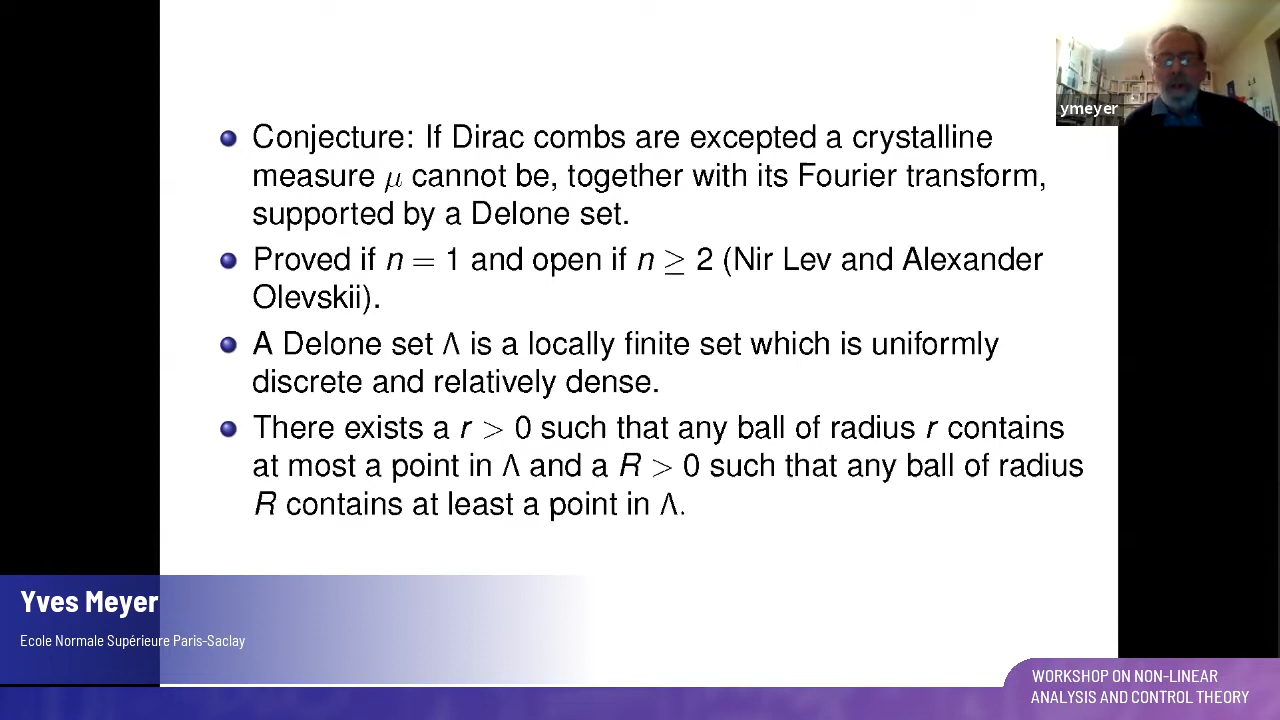 ymeyer
Conjecture: If Dirac combs are excepted a crystalline
measure μ cannot be, together with its Fourier transform,
supported by a Delone set.
Proved if n = 1 and open if n ≥ 2 (Nir Lev and Alexander
Olevskii).
A Delone set Λ is a locally finite set which is uniformly
discrete and relatively dense.
There exists a r > 0 such that any ball of radius r contains
at most a point in Λ and a R > 0 such that any ball of radius
R contains at least a point in Λ.
Yves Meyer
Ecole Normale Supérieure Paris-Saclay
WORKSHOP ON NON-LINEAR
ANALYSIS AND CONTROL THEORY